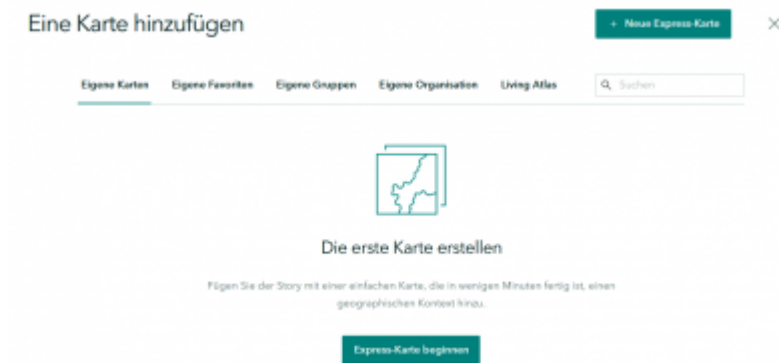 Eine Karte hinzufügen
+ Neue Express-Karte
Eigene Karten Eigene Favoriten Eigene Gruppen Eigene Organisation Living Atlas Suchen
Die erste Karte erstellen
Fügen Sie der Story mit einer einfachen Karte, die in wenigen Minuten fertig ist, einen
geographischen Kontext hinzu.
Express-Karte beginnen